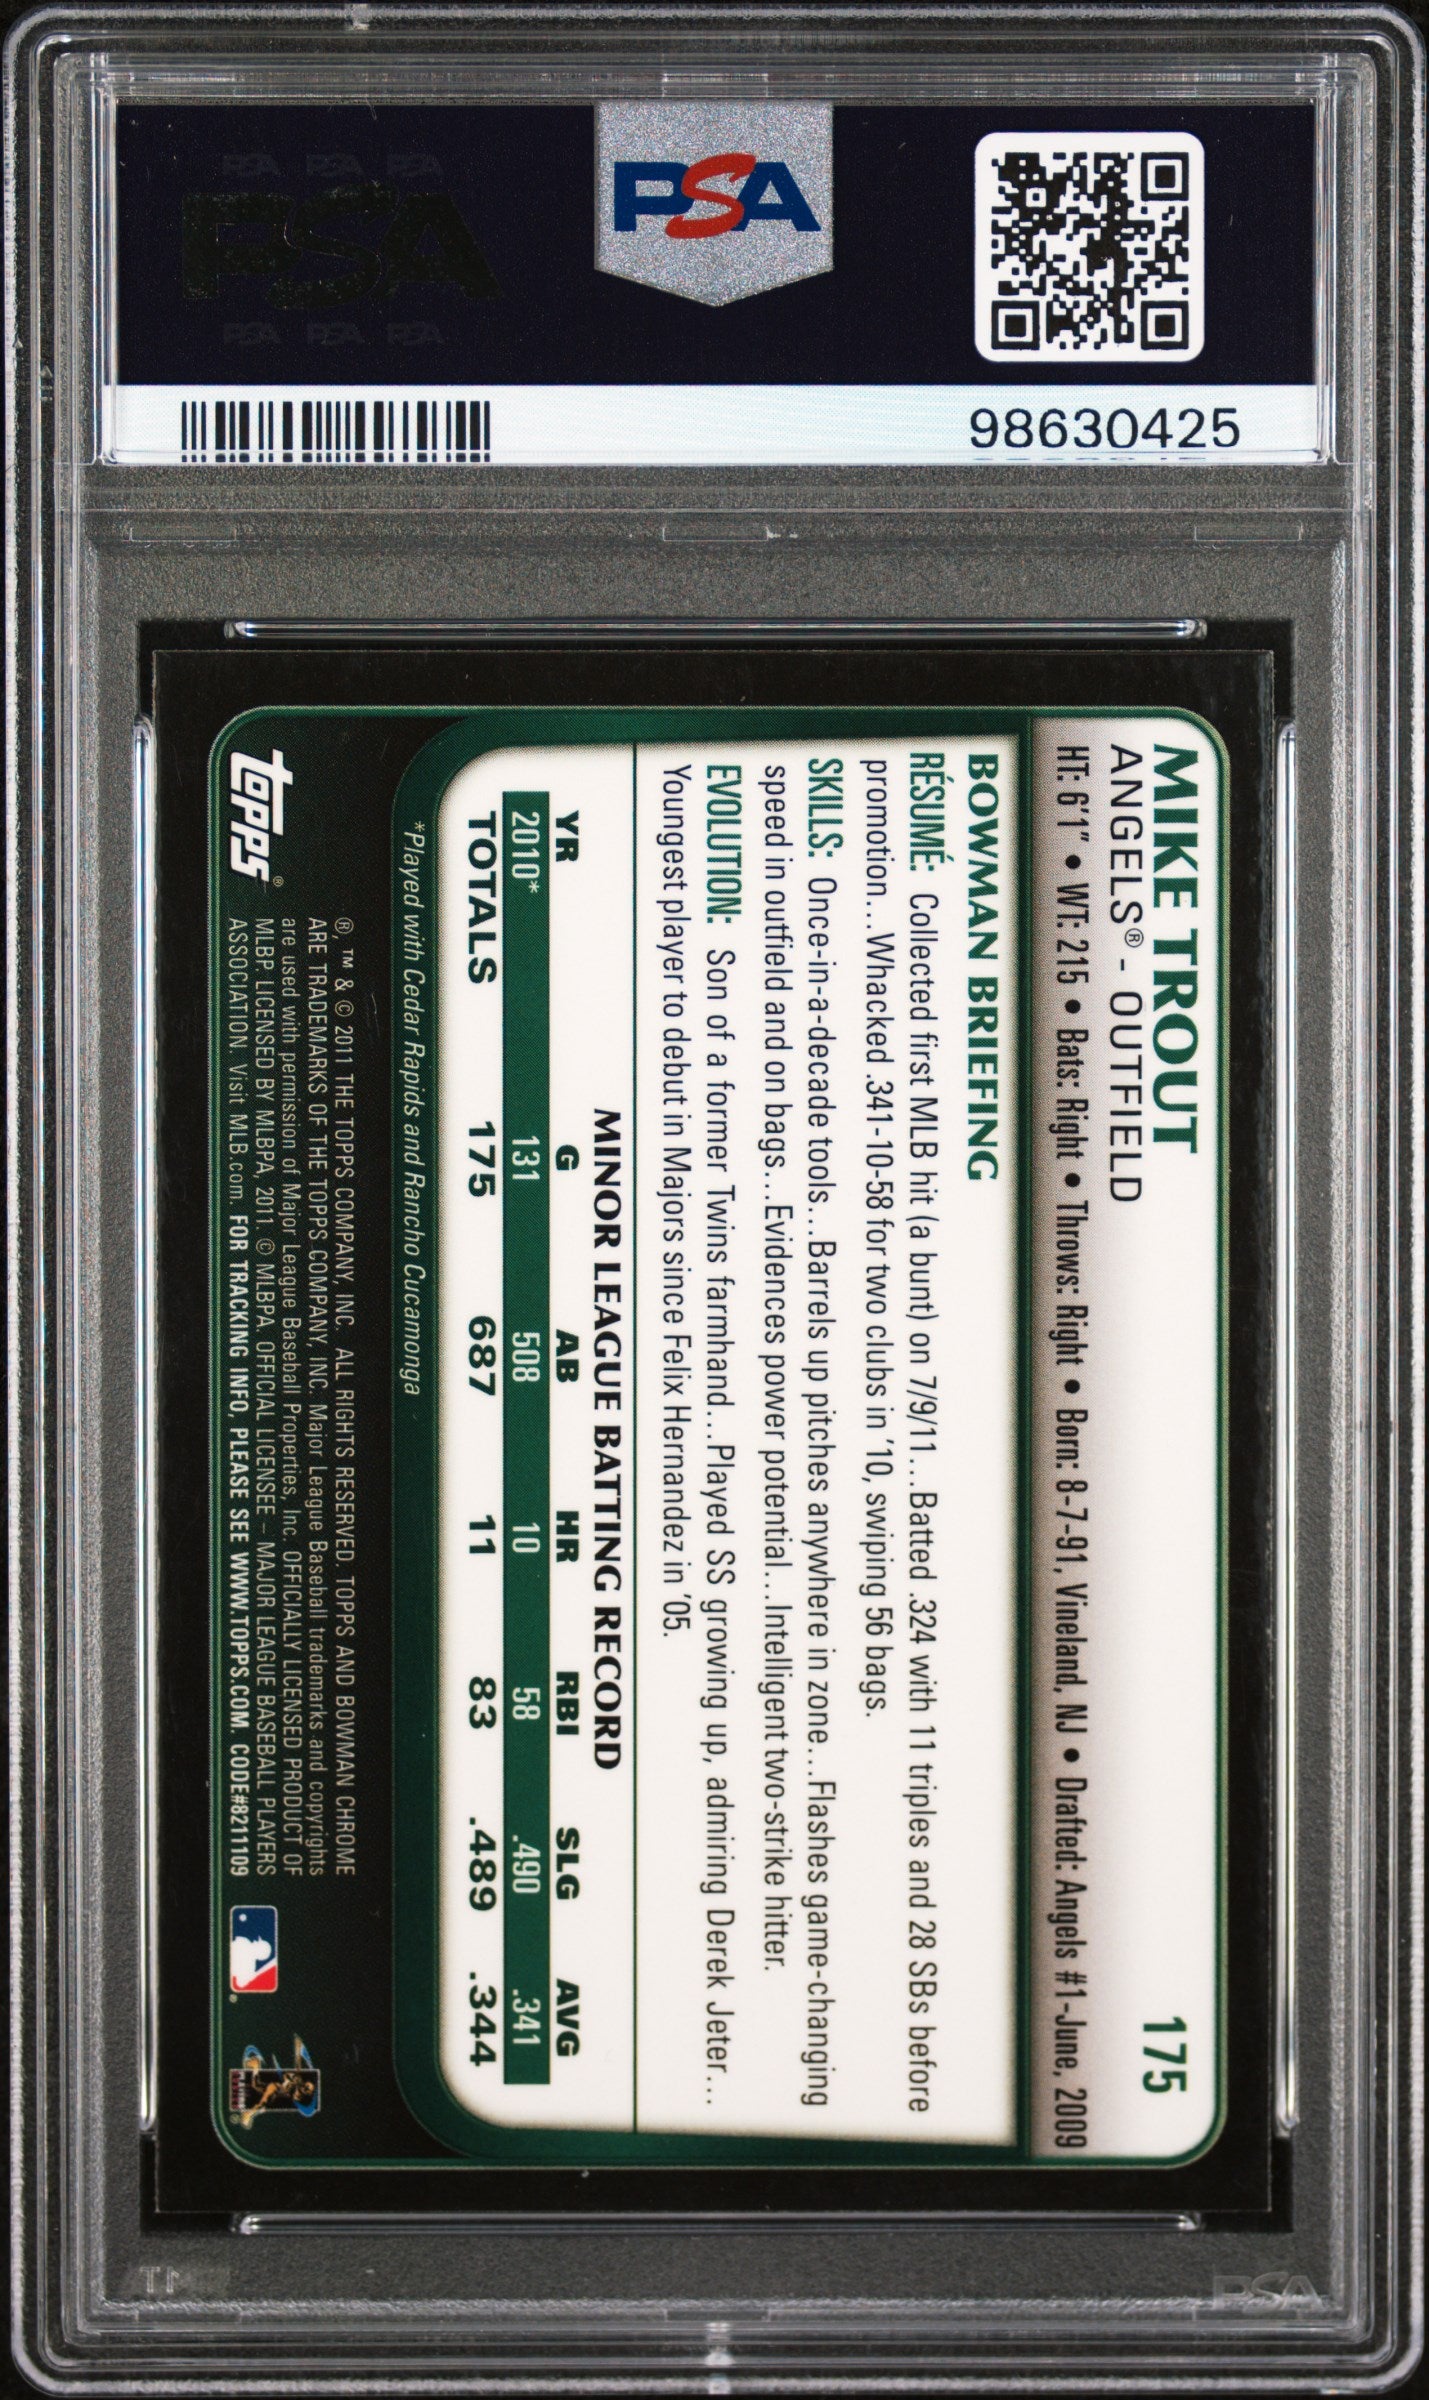 PSA PSA PSA
PSA
PSA PSA PSA
PSA
98630425
MIKE TROUT
175
ANGELS® - OUTFIELD
HT: 6'1" • WT: 215 • Bats: Right • Throws: Right • Born: 8-7-91, Vineland, NJ • Drafted: Angels #1-June, 2009
BOWMAN BRIEFING
RÉSUMÉ: Collected first MLB hit (a bunt) on 7/9/11...Batted .324 with 11 triples and 28 SBs before
promotion...Whacked .341-10-58 for two clubs in '10, swiping 56 bags.
SKILLS: Once-in-a-decade tools...Barrels up pitches anywhere in zone...Flashes game-changing
speed in outfield and on bags...Evidences power potential...Intelligent two-strike hitter.
EVOLUTION: Son of a former Twins farmhand...Played SS growing up, admiring Derek Jeter...
Youngest player to debut in Majors since Felix Hernandez in '05.
MINOR LEAGUE BATTING RECORD
YR G AB HR RBI SLG AVG
2010* 131 508 10 58 .490 .341
TOTALS 175 687 11 83 .489 .344
*Played with Cedar Rapids and Rancho Cucamonga
topps®
®, ™ & © 2011 THE TOPPS COMPANY, INC. ALL RIGHTS RESERVED. TOPPS AND BOWMAN CHROME
ARE TRADEMARKS OF THE TOPPS COMPANY, INC. Major League Baseball trademarks and copyrights
are used with permission of Major League Baseball Properties, Inc. OFFICIALLY LICENSED PRODUCT OF
MLBP. LICENSED BY MLBPA, 2011. © MLBPA. OFFICIAL LICENSEE – MAJOR LEAGUE BASEBALL PLAYERS
ASSOCIATION. Visit MLB.com. FOR TRACKING INFO, PLEASE SEE WWW.TOPPS.COM. CODE#8211109
PSA